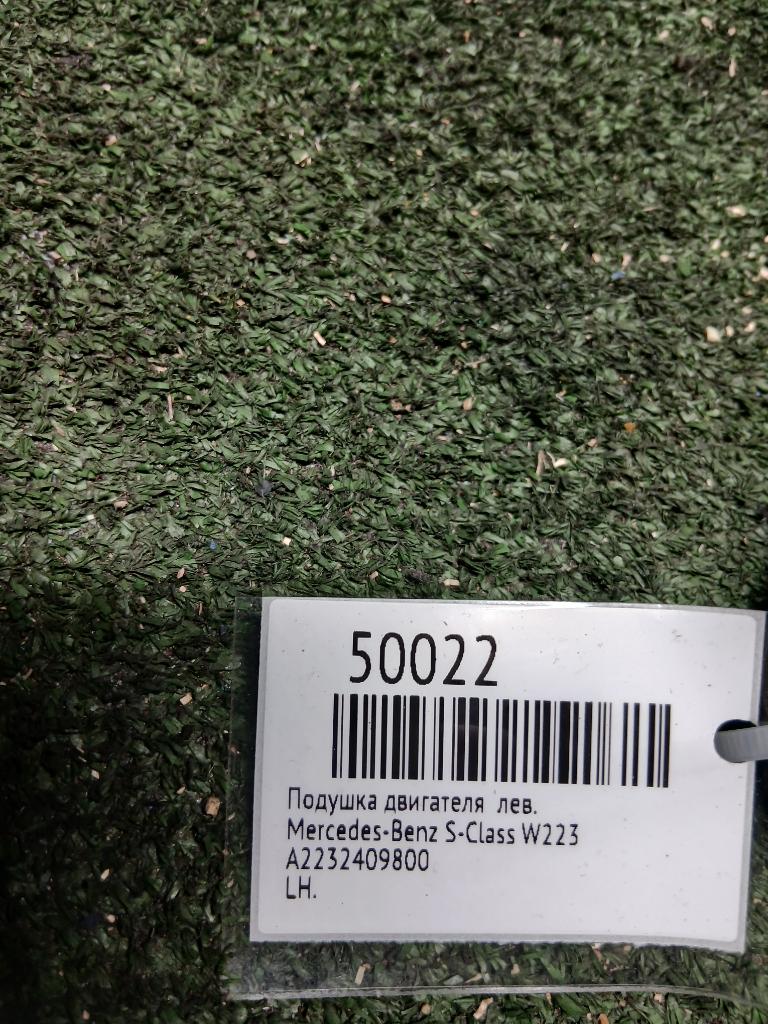 50022
Подушка двигателя лев.
Mercedes-Benz S-Class W223
A2232409800
LH.